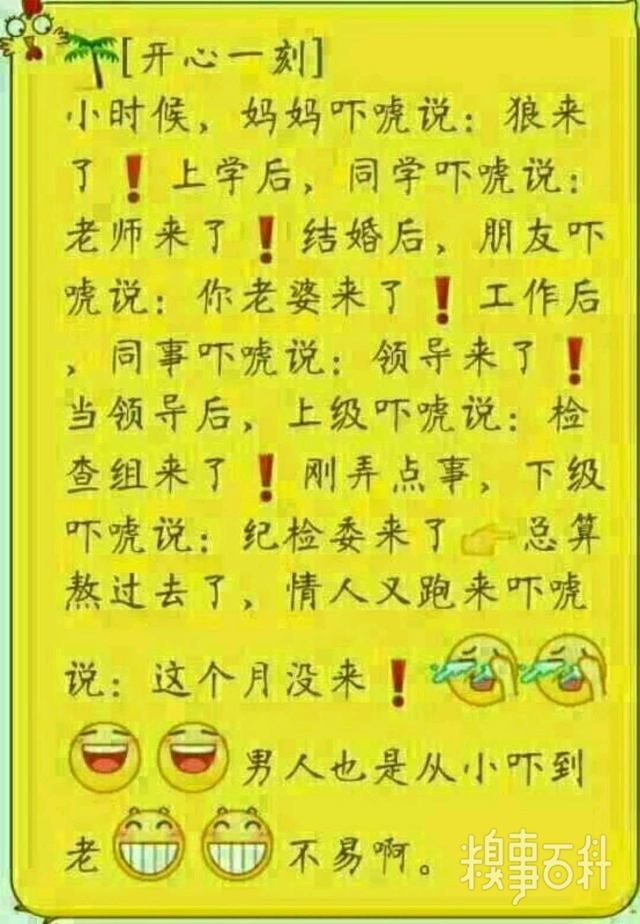 [开心一刻]
小时候，妈妈吓唬说：狼来
了❗上学后，同学吓唬说：
老师来了❗结婚后，朋友吓
唬说：你老婆来了❗工作后
，同事吓唬说：领导来了❗
当领导后，上级吓唬说：检
查组来了❗刚弄点事，下级
吓唬说：纪检委来了👉总算
熬过去了，情人又跑来吓唬
说：这个月没来❗
男人也是从小吓到
老 不易啊。
糗事百科